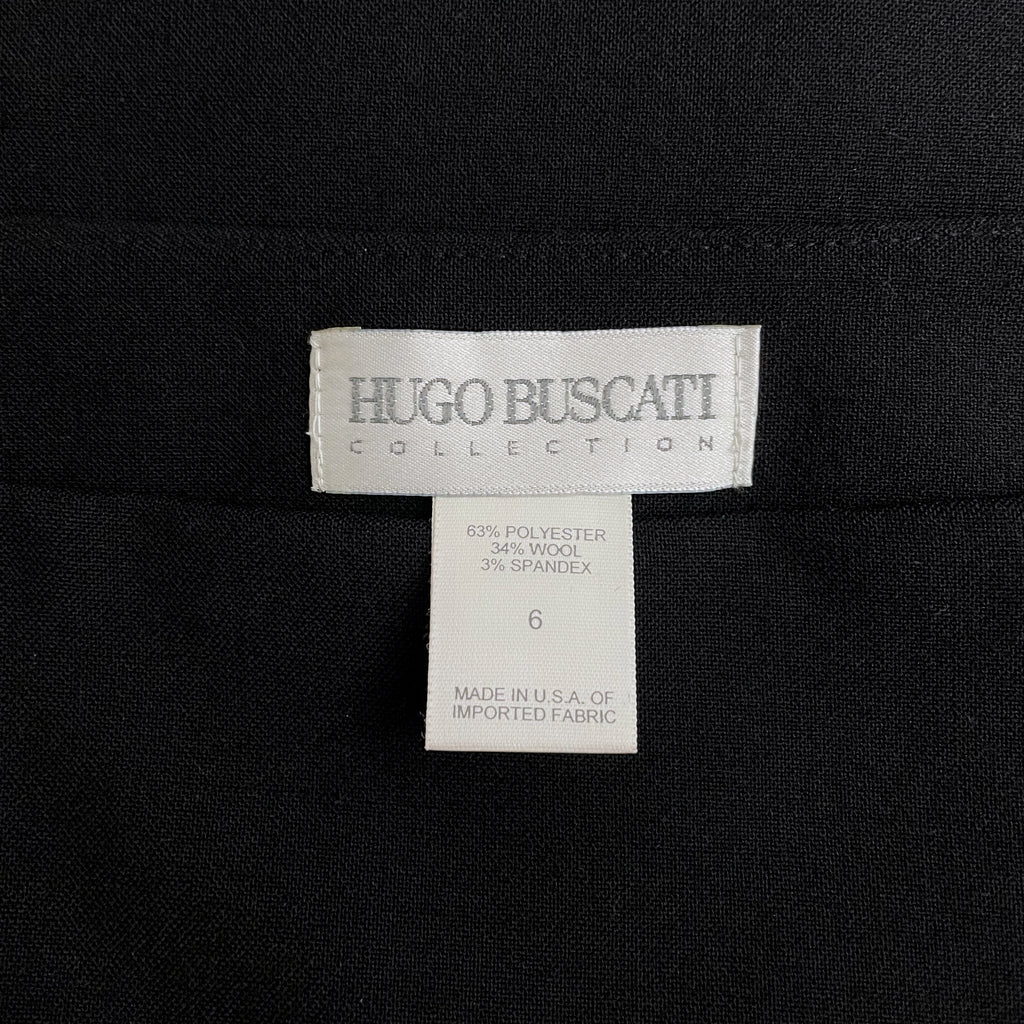 HUGO BUSCATI
COLLECTION
63% POLYESTER
34% WOOL
3% SPANDEX
6
MADE IN U.S.A. OF
IMPORTED FABRIC